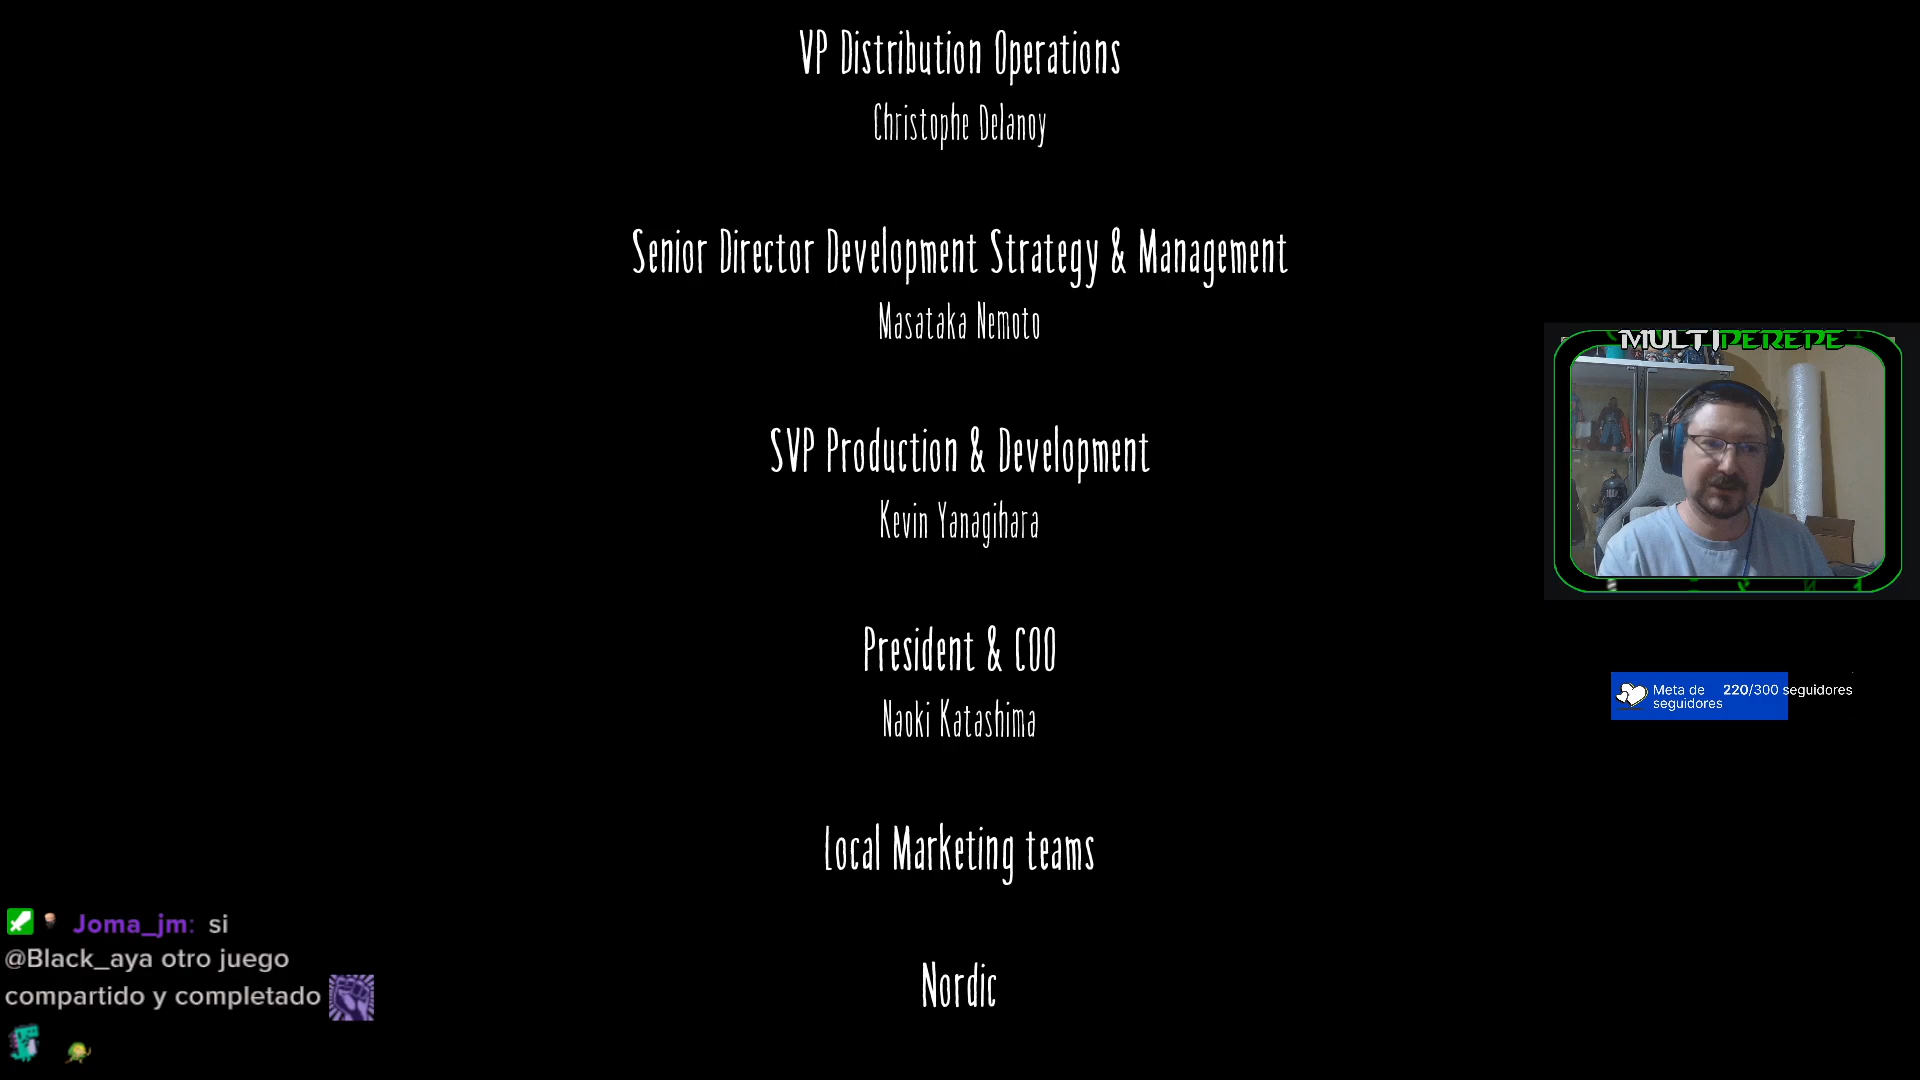 VP Distribution Operations
Christophe Delanoy
Senior Director Development Strategy & Management
Masataka Nemoto
SVP Production & Development
Kevin Yanagihara
President & COO
Naoki Katashima
Local Marketing teams
Nordic
MULTIPEREPE
Meta de
seguidores
220/300 seguidores
Joma_jm: si
@Black_aya otro juego
compartido y completado